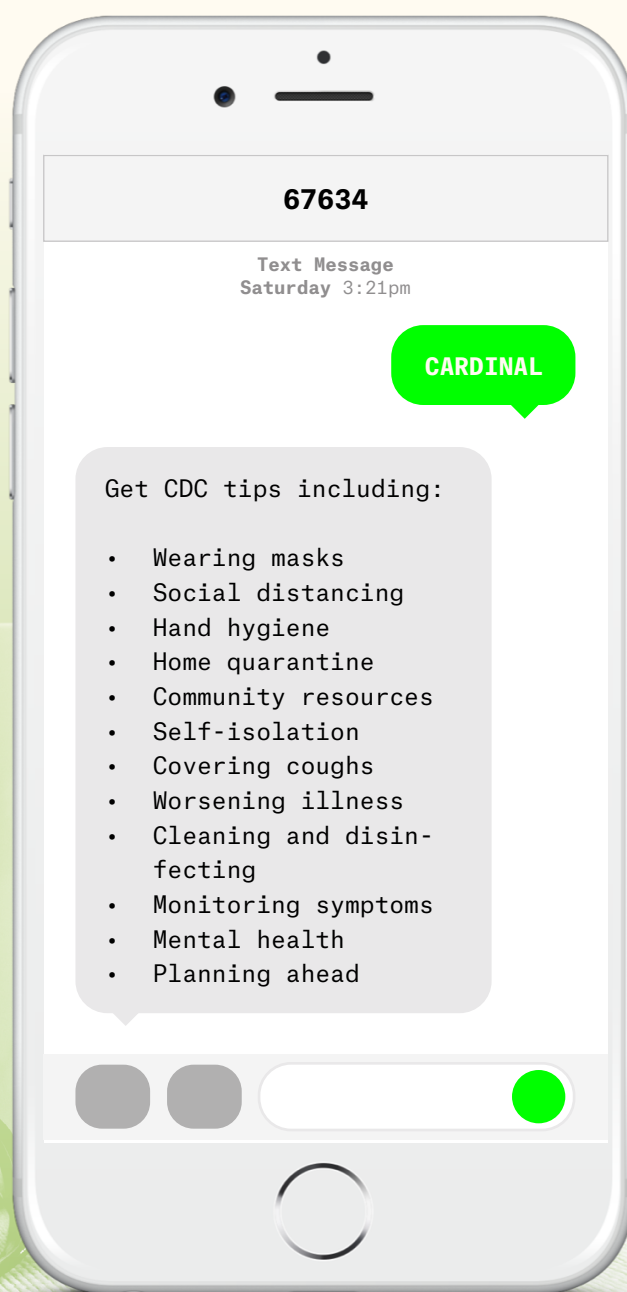 67634
Text Message
Saturday 3:21pm
CARDINAL
Get CDC tips including:
• Wearing masks
• Social distancing
• Hand hygiene
• Home quarantine
• Community resources
• Self-isolation
• Covering coughs
• Worsening illness
• Cleaning and disin-
fecting
• Monitoring symptoms
• Mental health
• Planning ahead